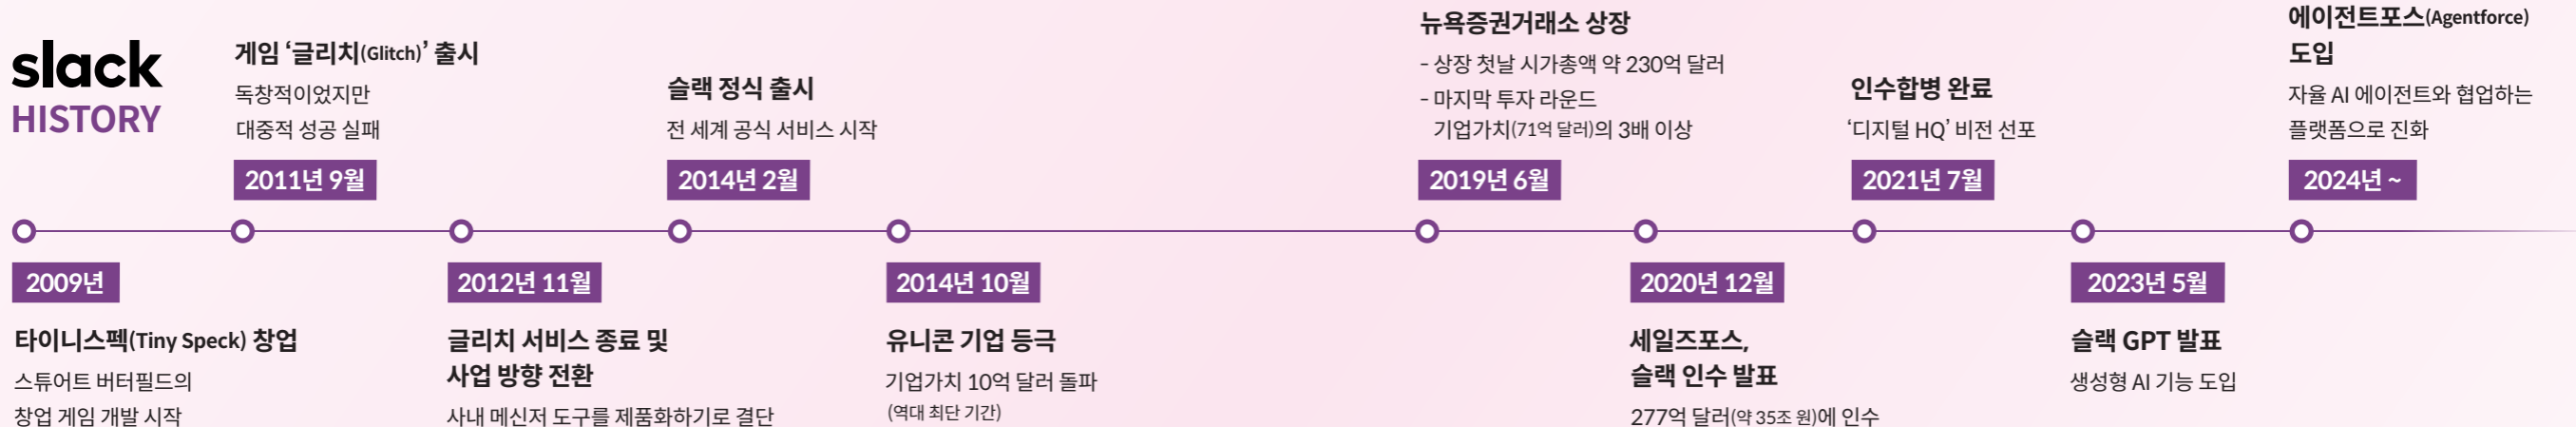 slack
HISTORY
2009년
타이니스펙(Tiny Speck) 창업
스튜어트 버터필드의
창업 게임 개발 시작
게임 ‘글리치(Glitch)’ 출시
독창적이었지만
대중적 성공 실패
2011년 9월
2012년 11월
글리치 서비스 종료 및
사업 방향 전환
사내 메신저 도구를 제품화하기로 결단
슬랙 정식 출시
전 세계 공식 서비스 시작
2014년 2월
2014년 10월
유니콘 기업 등극
기업가치 10억 달러 돌파
(역대 최단 기간)
뉴욕증권거래소 상장
- 상장 첫날 시가총액 약 230억 달러
- 마지막 투자 라운드
기업가치(71억 달러)의 3배 이상
2019년 6월
2020년 12월
세일즈포스,
슬랙 인수 발표
277억 달러(약 35조 원)에 인수
인수합병 완료
‘디지털 HQ’ 비전 선포
2021년 7월
2023년 5월
슬랙 GPT 발표
생성형 AI 기능 도입
에이전트포스(Agentforce)
도입
자율 AI 에이전트와 협업하는
플랫폼으로 진화
2024년 ~